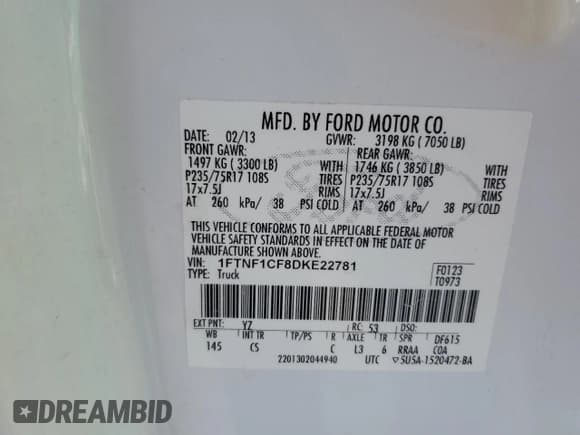 MFD. BY FORD MOTOR CO.
DATE: 02/13 GVWR: 3198 KG ( 7050 LB)
FRONT GAWR: REAR GAWR:
1497 KG ( 3300 LB) WITH 1746 KG ( 3850 LB) WITH
P235/75R17 108S TIRES P235/75R17 108S TIRES
17x7.5J RIMS 17x7.5J RIMS
AT 260 kPa/ 38 PSI COLD AT 260 kPa/ 38 PSI COLD
THIS VEHICLE CONFORMS TO ALL APPLICABLE FEDERAL MOTOR
VEHICLE SAFETY STANDARDS IN EFFECT ON THE DATE OF
MANUFACTURE SHOWN ABOVE.
VIN: 1FTNF1CF8DKE22781 F0123
TYPE: Truck T0973
EXT PNT: YZ RC: 53 DSO:
WB INT TR TP/PS R AXLE TR SPR DF615
145 CS C L3 6 RRAA COA
2201302044940 UTC ▽5U5A-1520472-BA
Ford
DREAMBID